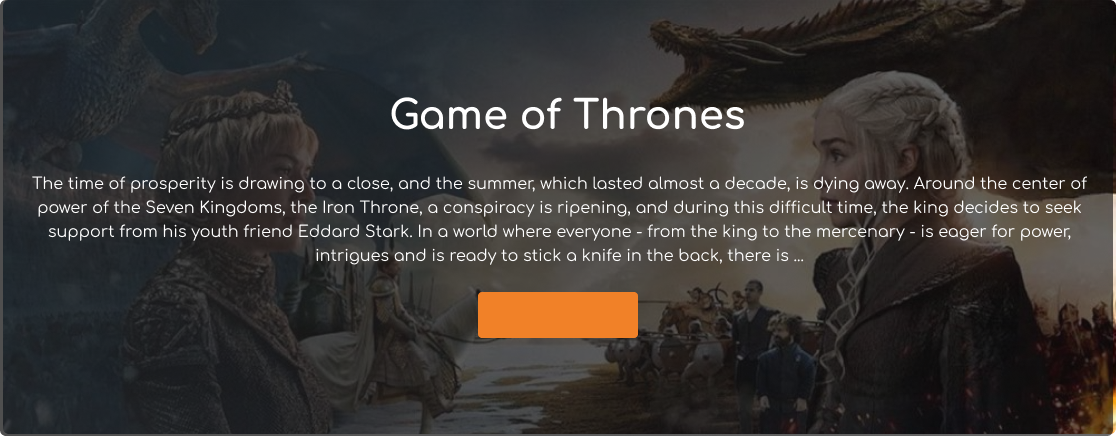 Game of Thrones
The time of prosperity is drawing to a close, and the summer, which lasted almost a decade, is dying away. Around the center of
power of the Seven Kingdoms, the Iron Throne, a conspiracy is ripening, and during this difficult time, the king decides to seek
support from his youth friend Eddard Stark. In a world where everyone - from the king to the mercenary - is eager for power,
intrigues and is ready to stick a knife in the back, there is ...